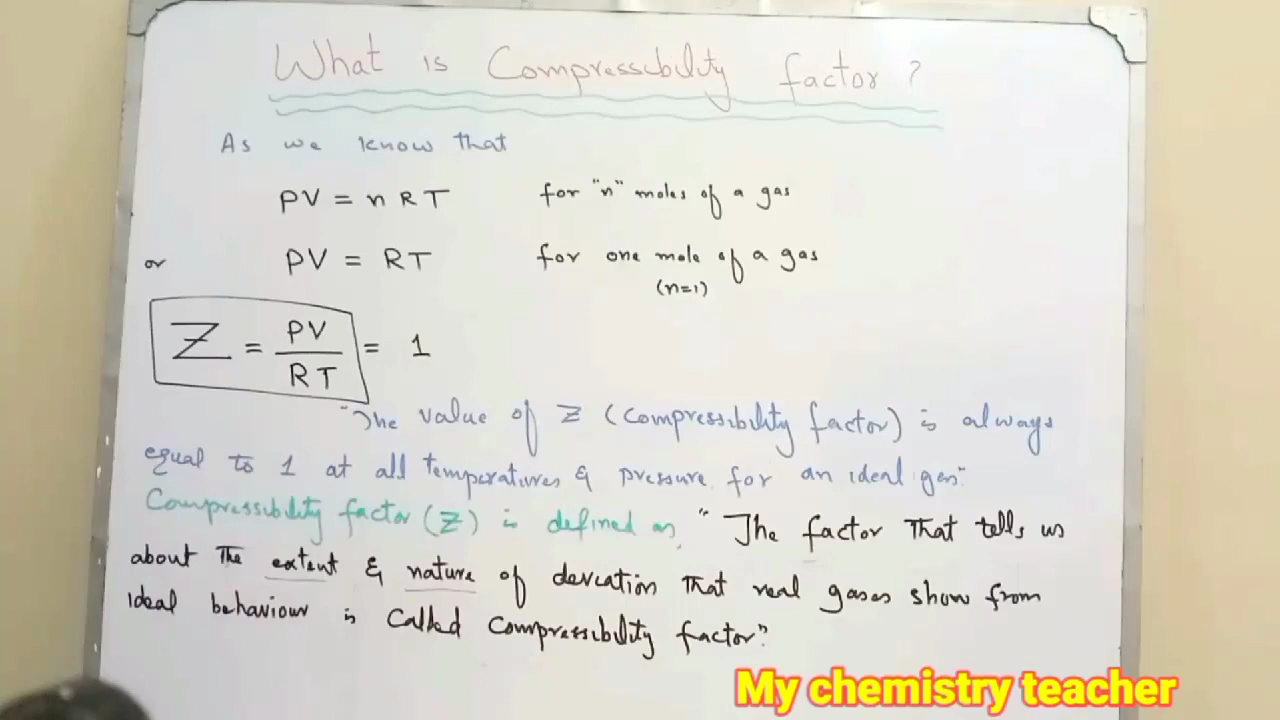 What is Compressibility factor?
As we know that
PV = nRT for "n" moles of a gas
or PV = RT for one mole of a gas
(n=1)
Z = PV/RT = 1
"The value of Z (Compressibility factor) is always
equal to 1 at all temperatures & pressure for an ideal gas."
Compressibility factor (Z) is defined as, "The factor that tells us
about the extent & nature of deviation that real gases show from
ideal behaviour is called Compressibility factor"
My chemistry teacher